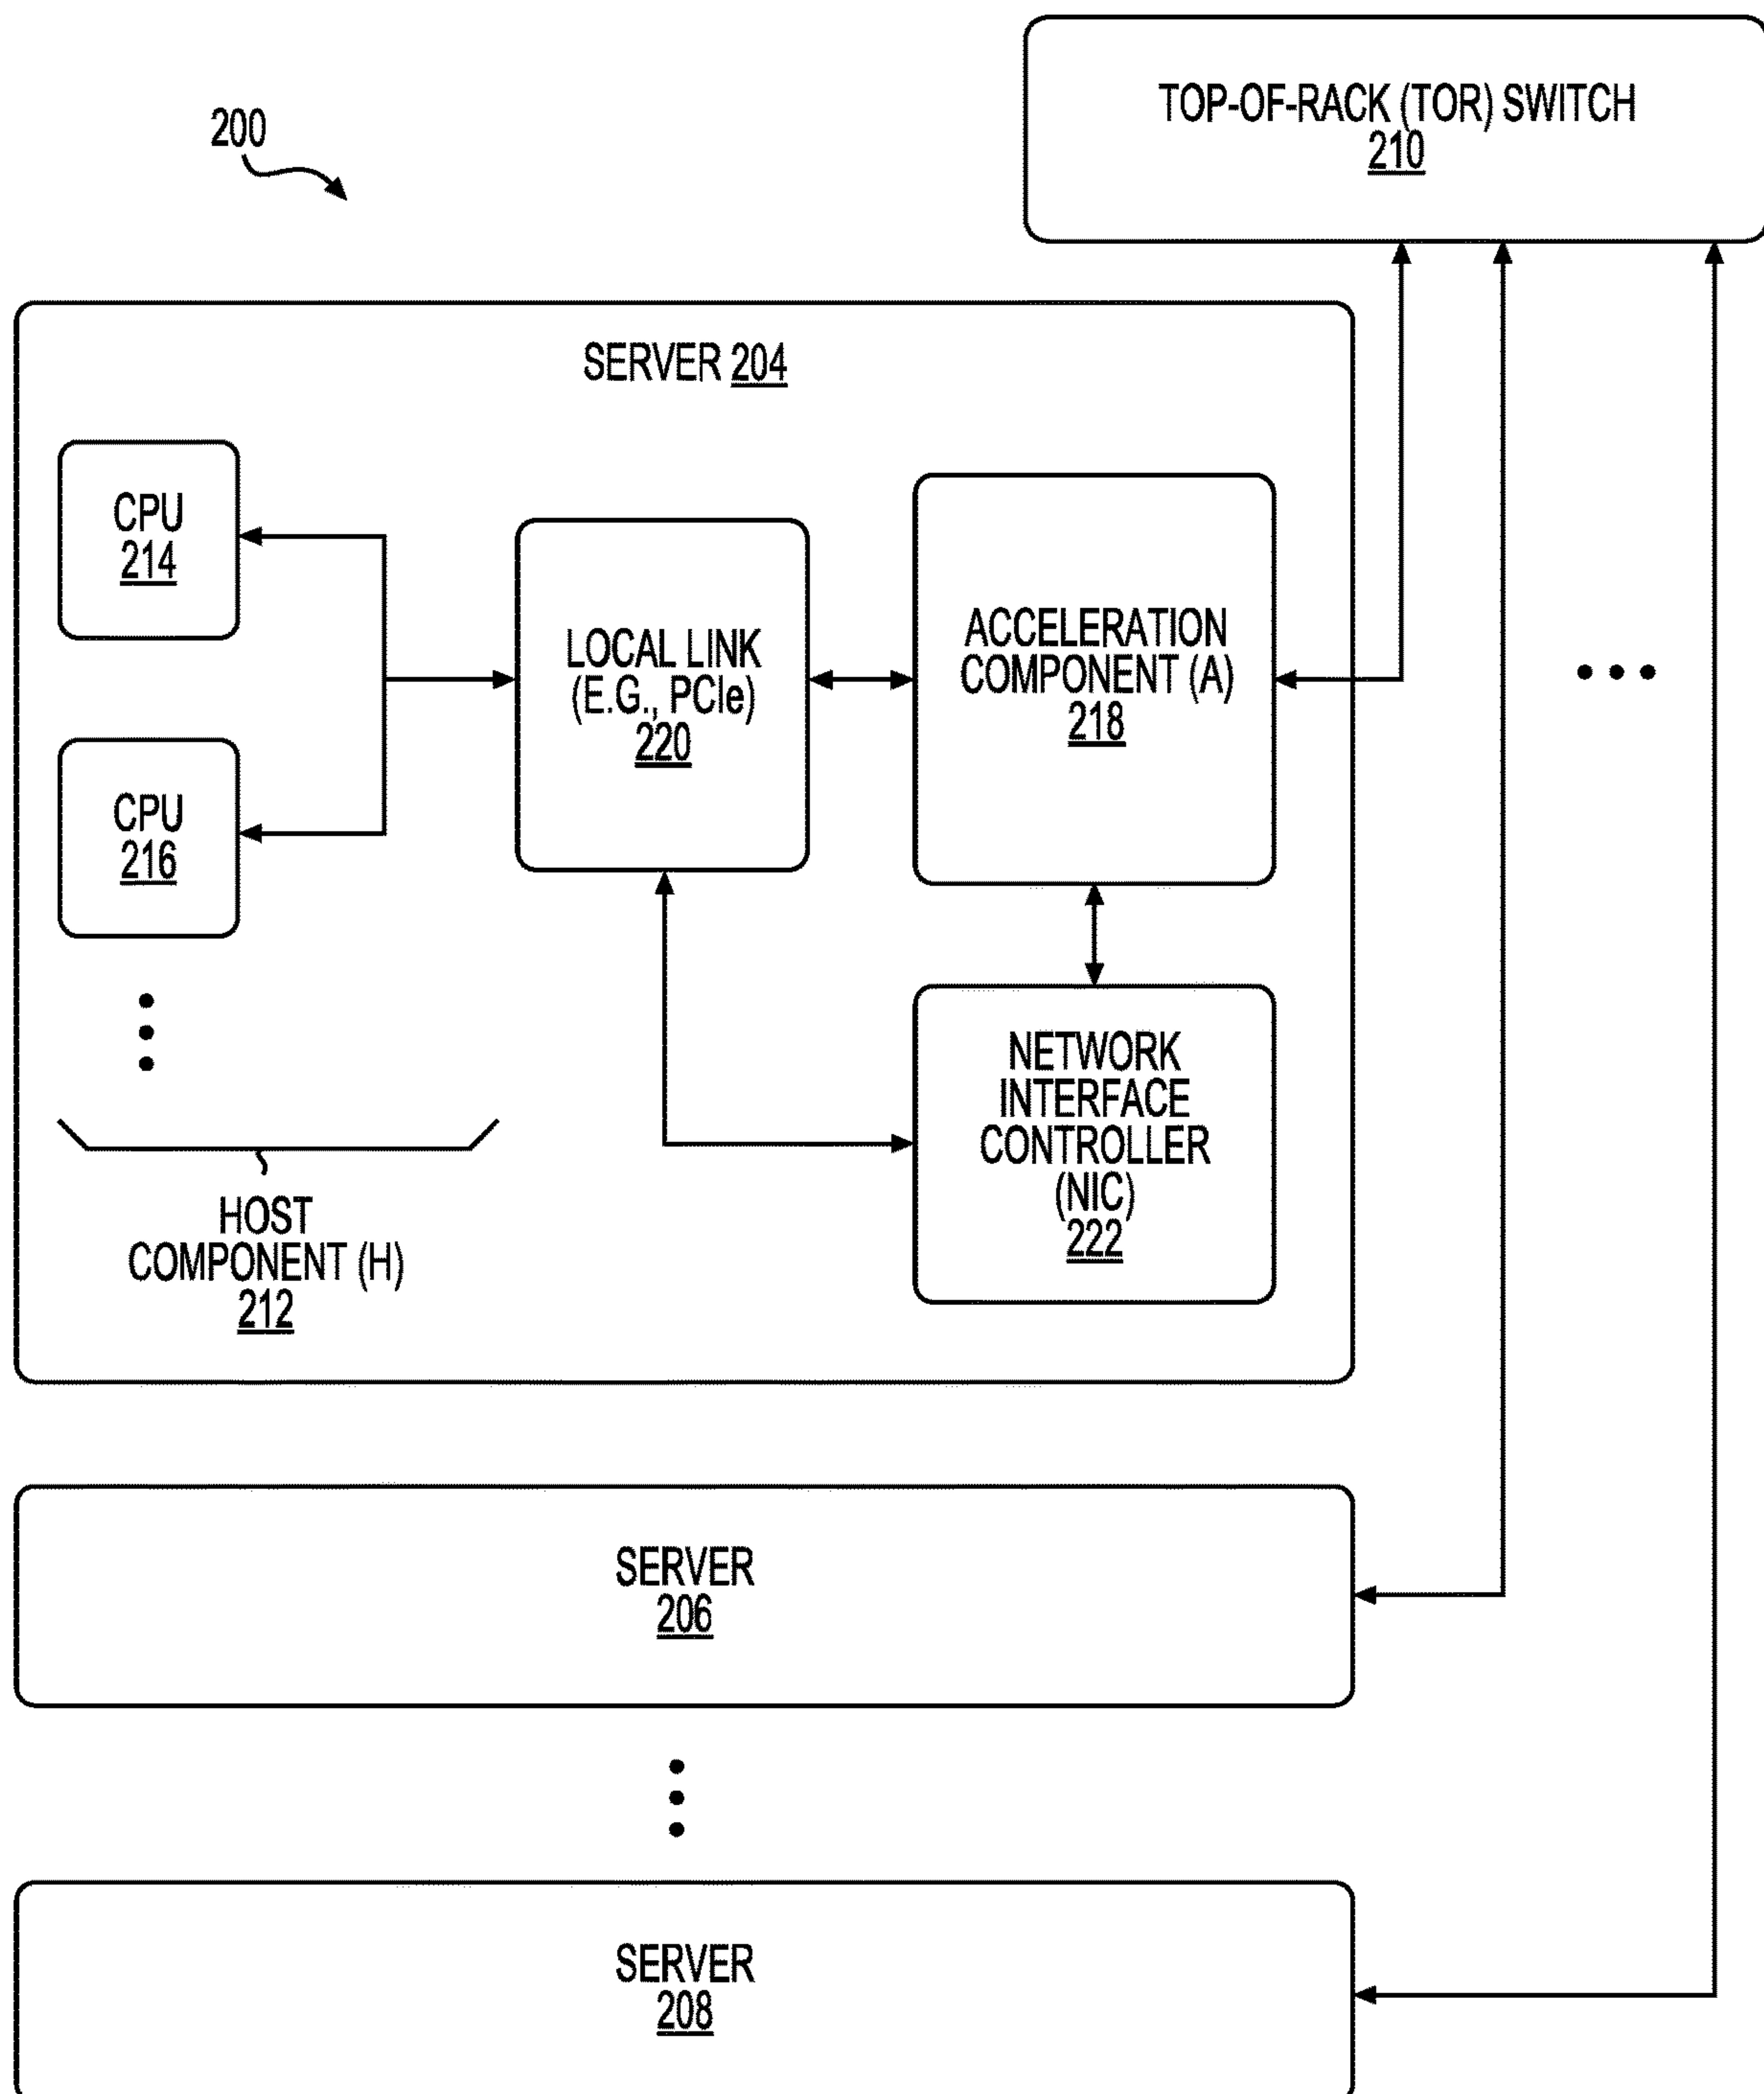 TOP-OF-RACK (TOR) SWITCH
210
200
SERVER 204
CPU
214
LOCAL LINK
(E.G., PCIe)
220
ACCELERATION
COMPONENT (A)
218
CPU
216
NETWORK
INTERFACE
CONTROLLER
(NIC)
222
HOST
COMPONENT (H)
212
SERVER
206
SERVER
208